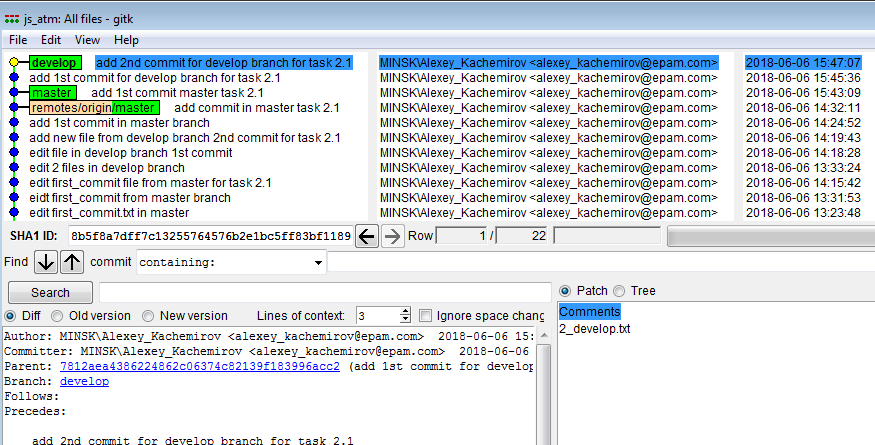 js_atm: All files - gitk
File Edit View Help
develop add 2nd commit for develop branch for task 2.1 MINSK\Alexey_Kachemirov <alexey_kachemirov@epam.com> 2018-06-06 15:47:07
add 1st commit for develop branch for task 2.1 MINSK\Alexey_Kachemirov <alexey_kachemirov@epam.com> 2018-06-06 15:45:36
master add 1st commit master task 2.1 MINSK\Alexey_Kachemirov <alexey_kachemirov@epam.com> 2018-06-06 15:43:09
remotes/origin/master add commit in master task 2.1 MINSK\Alexey_Kachemirov <alexey_kachemirov@epam.com> 2018-06-06 14:32:11
add 1st commit in master branch MINSK\Alexey_Kachemirov <alexey_kachemirov@epam.com> 2018-06-06 14:24:52
add new file from develop branch 2nd commit for task 2.1 MINSK\Alexey_Kachemirov <alexey_kachemirov@epam.com> 2018-06-06 14:19:43
edit file in develop branch 1st commit MINSK\Alexey_Kachemirov <alexey_kachemirov@epam.com> 2018-06-06 14:18:28
edit 2 files in develop branch MINSK\Alexey_Kachemirov <alexey_kachemirov@epam.com> 2018-06-06 13:33:24
edit first_commit file from master for task 2.1 MINSK\Alexey_Kachemirov <alexey_kachemirov@epam.com> 2018-06-06 14:15:42
eidt first_commit from master branch MINSK\Alexey_Kachemirov <alexey_kachemirov@epam.com> 2018-06-06 13:31:53
edit first_commit.txt in master MINSK\Alexey_Kachemirov <alexey_kachemirov@epam.com> 2018-06-06 13:23:48
SHA1 ID: 8b5f8a7dff7c13255764576b2e1bc5ff83bf1189 Row 1 / 22
Find commit containing:
Search
Patch Tree
Diff Old version New version Lines of context: 3 Ignore space chang
Comments
2_develop.txt
Author: MINSK\Alexey_Kachemirov <alexey_kachemirov@epam.com> 2018-06-06 15:
Committer: MINSK\Alexey_Kachemirov <alexey_kachemirov@epam.com> 2018-06-06
Parent: 7812aea4386224862c06374c82139f183996acc2 (add 1st commit for develop
Branch: develop
Follows:
Precedes:
add 2nd commit for develop branch for task 2.1